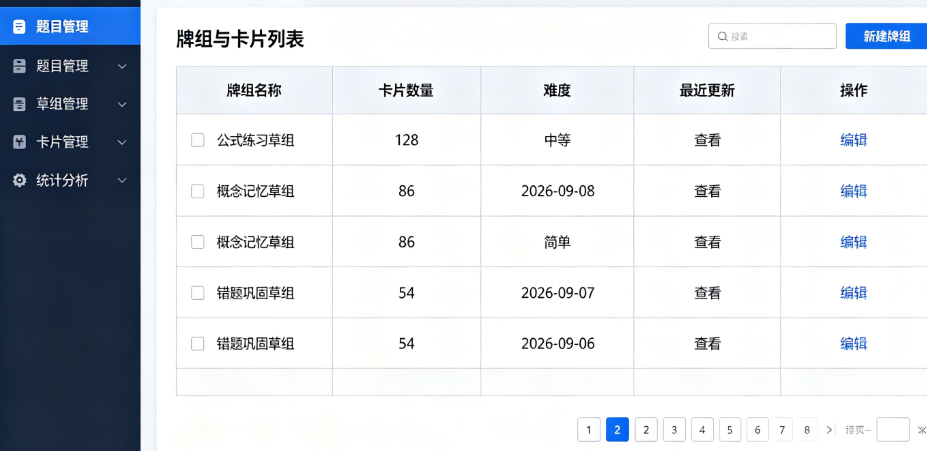 题目管理
题目管理
草组管理
卡片管理
统计分析
牌组与卡片列表
搜索
新建牌组
牌组名称 卡片数量 难度 最近更新 操作
公式练习草组 128 中等 查看 编辑
概念记忆草组 86 2026-09-08 查看 编辑
概念记忆草组 86 简单 查看 编辑
错题巩固草组 54 2026-09-07 查看 编辑
错题巩固草组 54 2026-09-06 查看 编辑
1 2 2 3 4 5 6 7 8 >